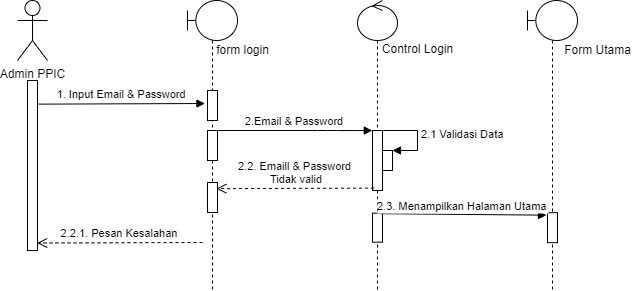 form login
Control Login
Form Utama
Admin PPIC
1. Input Email & Password
2.Email & Password
2.1 Validasi Data
2.2. Emaill & Password
Tidak valid
2.3. Menampilkan Halaman Utama
2.2.1. Pesan Kesalahan